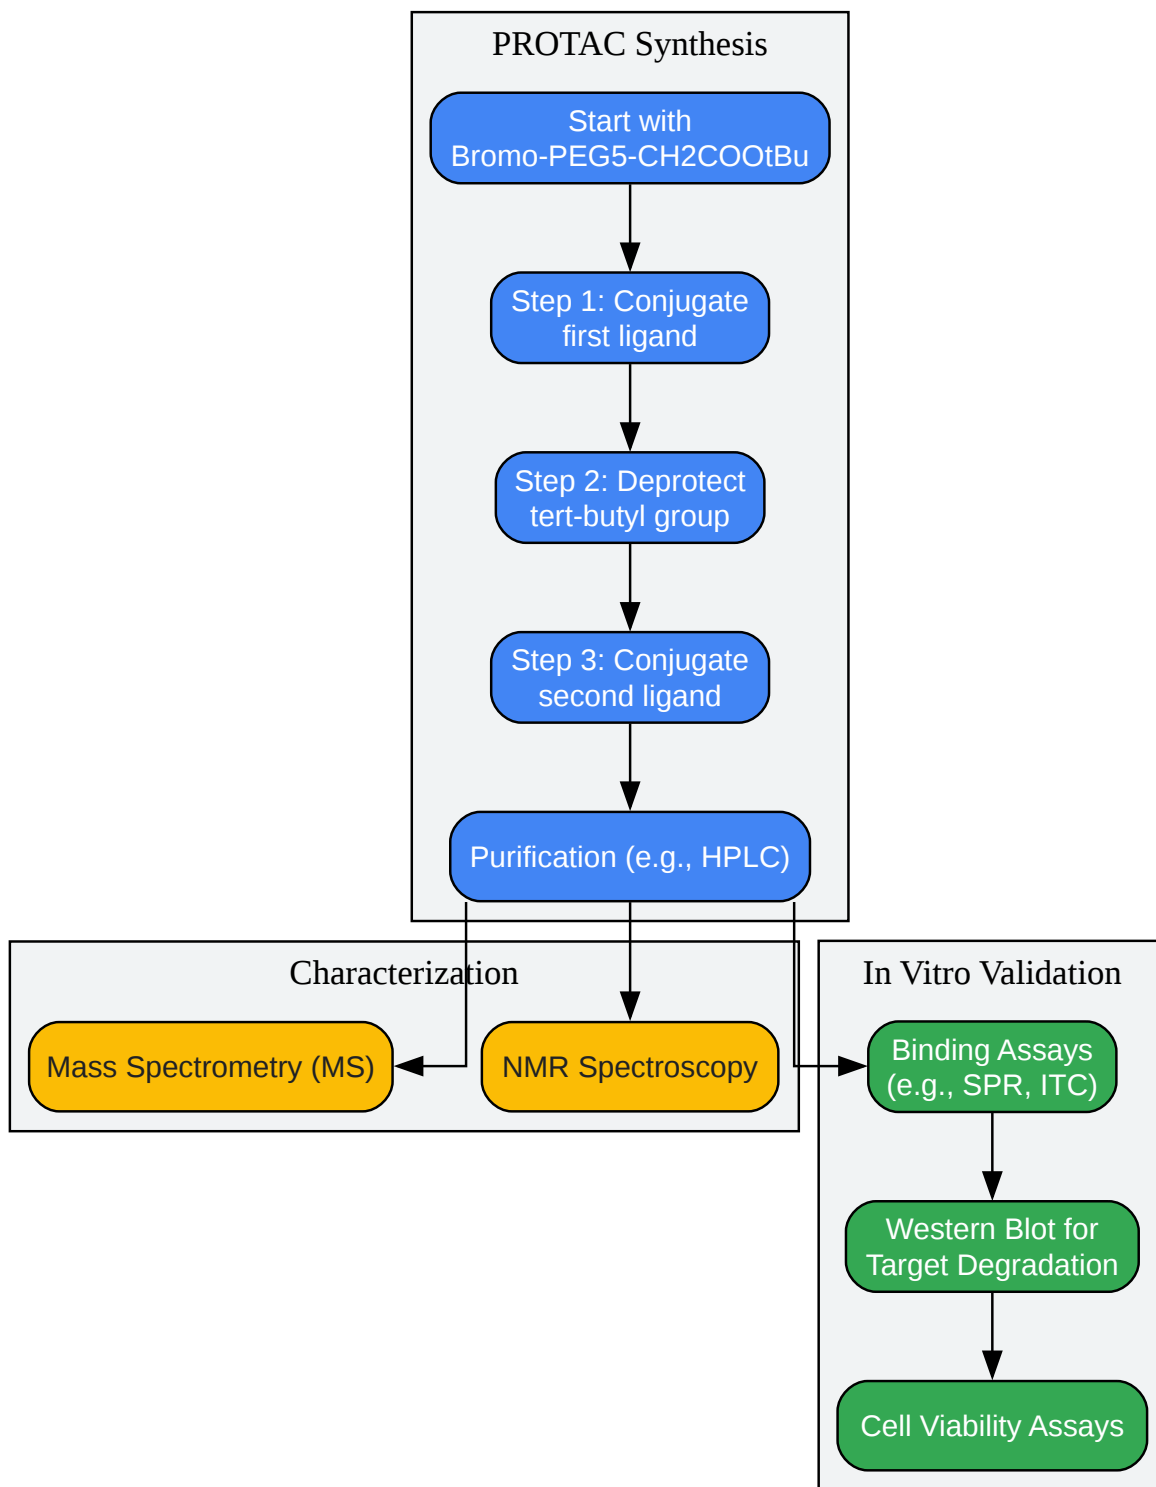 PROTAC Synthesis
Start with
Bromo-PEG5-CH2COOtBu
Step 1: Conjugate
first ligand
Step 2: Deprotect
tert-butyl group
Step 3: Conjugate
second ligand
Purification (e.g., HPLC)
Characterization
Mass Spectrometry (MS)
NMR Spectroscopy
In Vitro Validation
Binding Assays
(e.g., SPR, ITC)
Western Blot for
Target Degradation
Cell Viability Assays